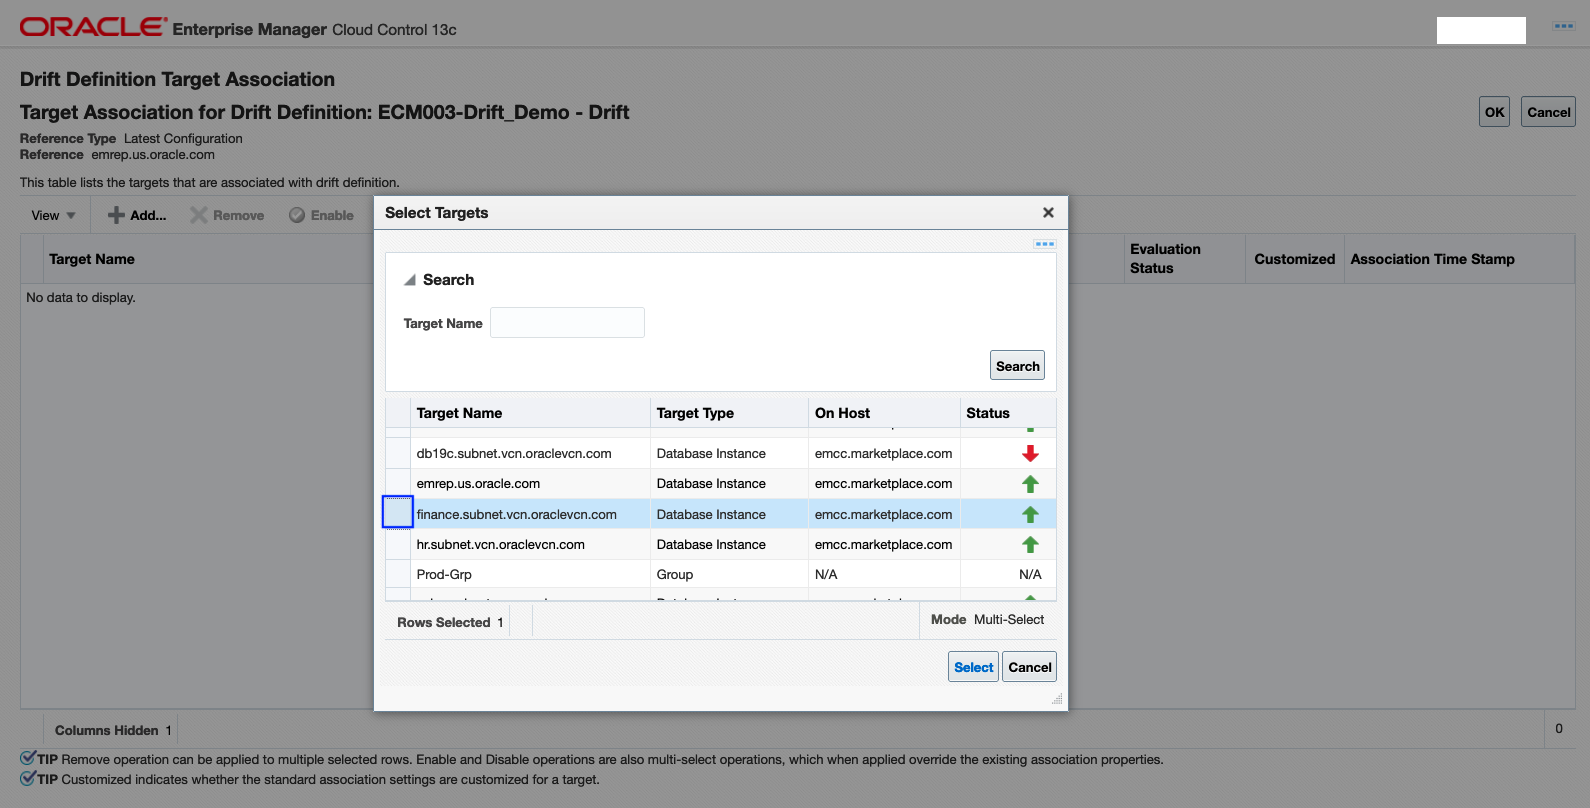 ORACLE Enterprise Manager Cloud Control 13c
Drift Definition Target Association
Target Association for Drift Definition: ECM003-Drift_Demo - Drift
OK Cancel
Reference Type Latest Configuration
Reference emrep.us.oracle.com
This table lists the targets that are associated with drift definition.
View Add... Remove Enable
Target Name Evaluation Status Customized Association Time Stamp
No data to display.
Select Targets
Search
Target Name
Search
Target Name Target Type On Host Status
db19c.subnet.vcn.oraclevcn.com Database Instance emcc.marketplace.com
emrep.us.oracle.com Database Instance emcc.marketplace.com
finance.subnet.vcn.oraclevcn.com Database Instance emcc.marketplace.com
hr.subnet.vcn.oraclevcn.com Database Instance emcc.marketplace.com
Prod-Grp Group N/A N/A
Rows Selected 1 Mode Multi-Select
Select Cancel
Columns Hidden 1 0
TIP Remove operation can be applied to multiple selected rows. Enable and Disable operations are also multi-select operations, which when applied override the existing association properties.
TIP Customized indicates whether the standard association settings are customized for a target.